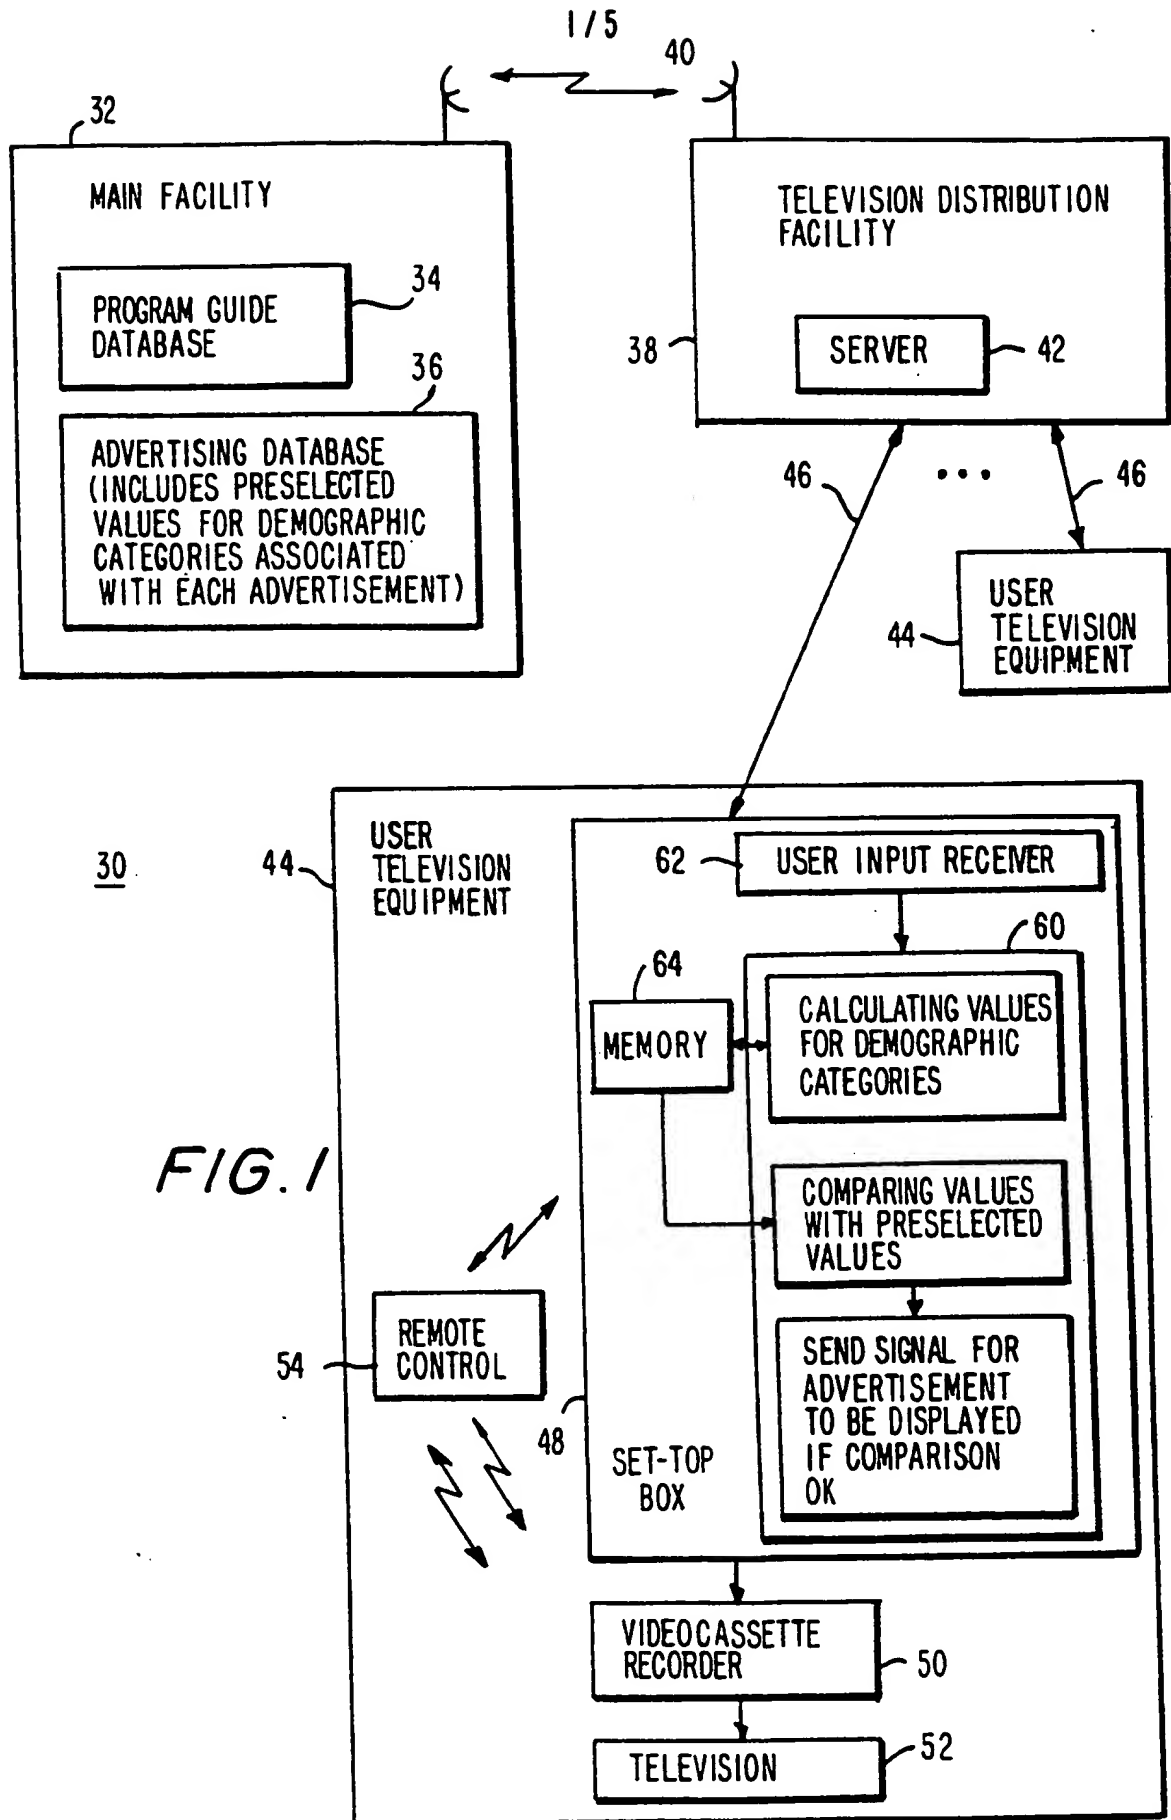 1/5
40
32
MAIN FACILITY
PROGRAM GUIDE
DATABASE
34
36
ADVERTISING DATABASE
(INCLUDES PRESELECTED
VALUES FOR DEMOGRAPHIC
CATEGORIES ASSOCIATED
WITH EACH ADVERTISEMENT)
TELEVISION DISTRIBUTION
FACILITY
38
SERVER
42
46
•••
46
44
USER
TELEVISION
EQUIPMENT
30
44
USER
TELEVISION
EQUIPMENT
62
USER INPUT RECEIVER
60
64
MEMORY
CALCULATING VALUES
FOR DEMOGRAPHIC
CATEGORIES
FIG. 1
COMPARING VALUES
WITH PRESELECTED
VALUES
54
REMOTE
CONTROL
SEND SIGNAL FOR
ADVERTISEMENT
TO BE DISPLAYED
IF COMPARISON
OK
48
SET-TOP
BOX
VIDEOCASSETTE
RECORDER
50
TELEVISION
52